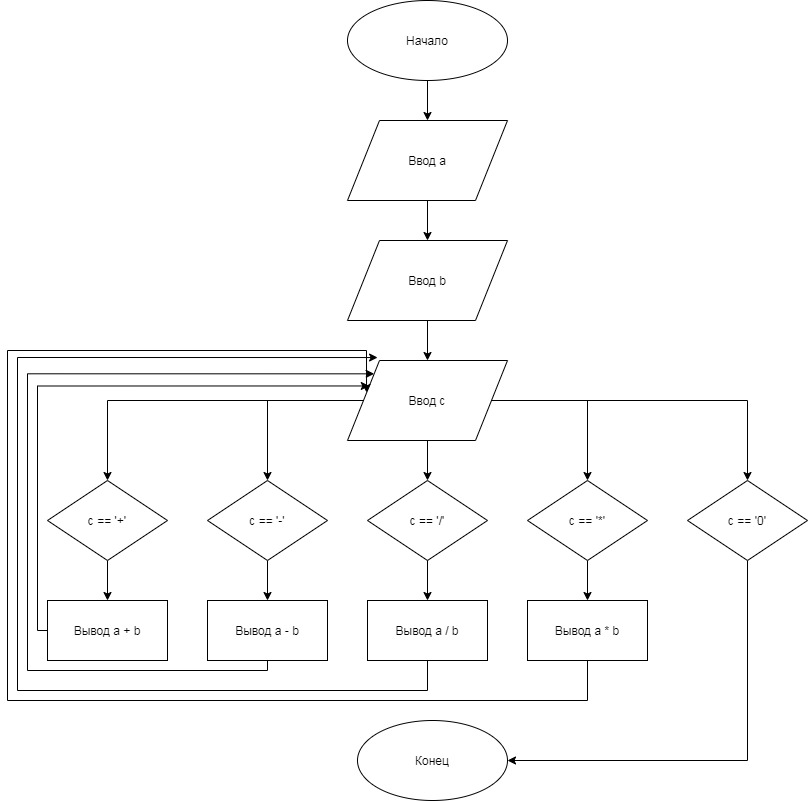 Начало
Ввод a
Ввод b
Ввод c
c == '+'
c == '-'
c == '/'
c == '*'
c == '0'
Вывод a + b
Вывод a - b
Вывод a / b
Вывод a * b
Конец